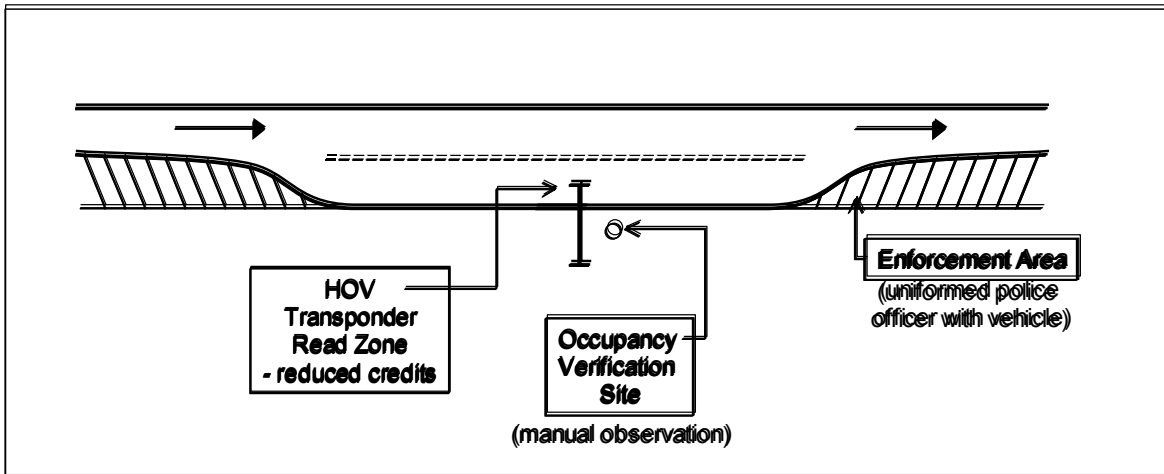 HOV
Transponder
Read Zone
- reduced credits
Occupancy
Verification
Site
(manual observation)
Enforcement Area
(uniformed police
officer with vehicle)